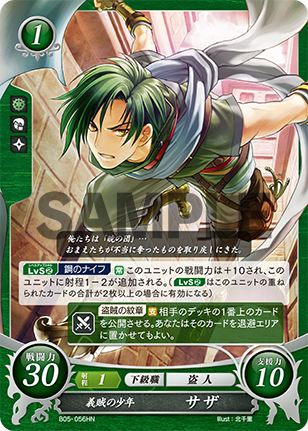 1
SAMPLE
俺たちは「暁の団」…
おまえたちが不当に奪ったものを取り戻しにきた。
LvS② 鋼のナイフ 常 このユニットの戦闘力は+10され、この
ユニットに射程1-2が追加される。(LvS②はこのユニットの重ね
られたカードの合計が2枚以上の場合に有効になる)
盗賊の紋章 攻 相手のデッキの1番上のカード
を公開させる。あなたはそのカードを退避エリア
に置かせてもよい。
戦闘力
30
射程 1 下級職 盗人
支援力
10
義賊の少年 サザ
B05-056HN Illust:北千里